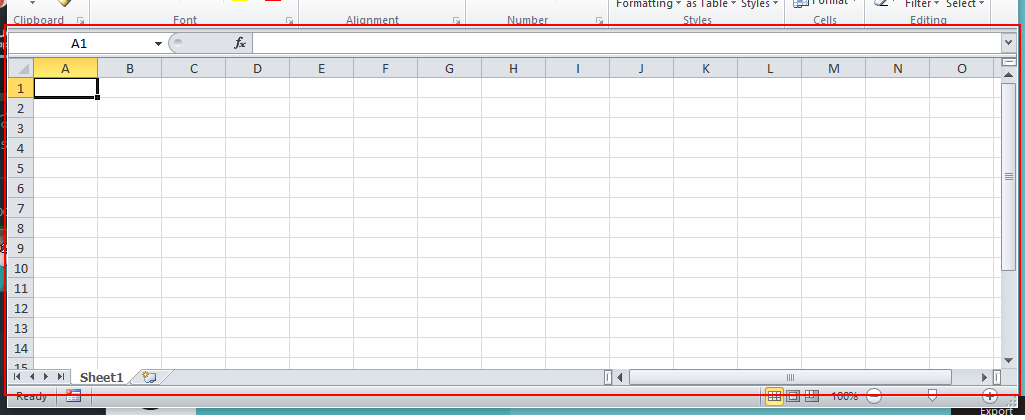 Formatting as Table Styles Format Filter Select
Clipboard Font Alignment Number Styles Cells Editing
A1 fx
A B C D E F G H I J K L M N O
1
2
3
4
5
6
7
8
9
10
11
12
13
14
15
Sheet1
Ready 100%
Export